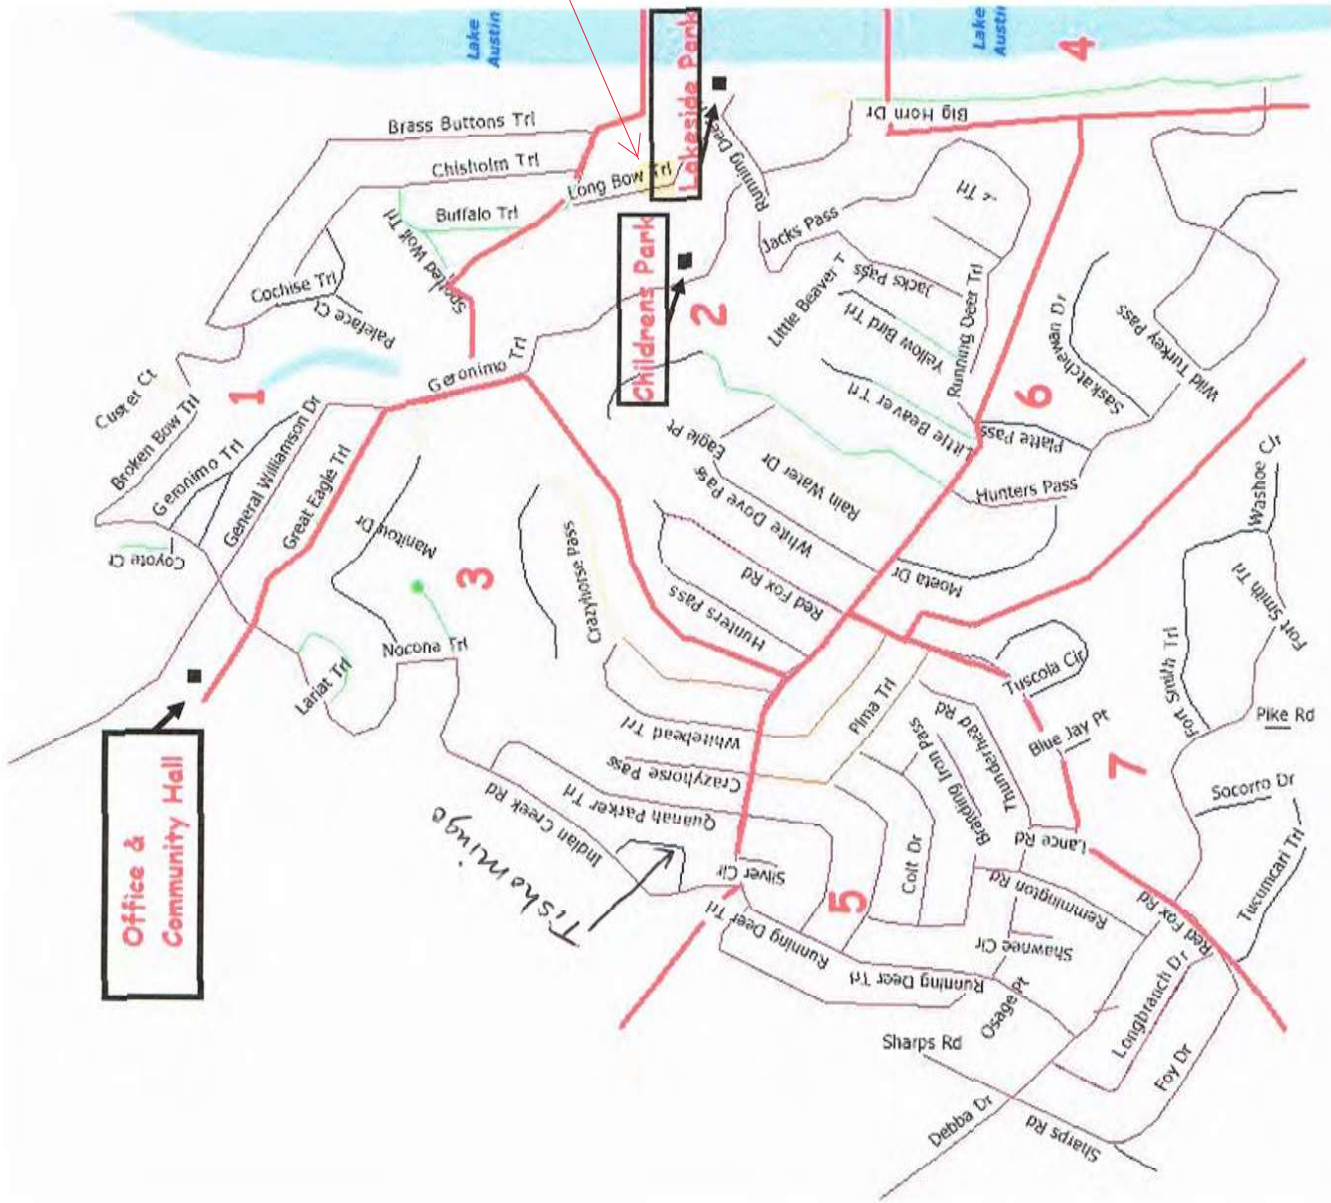 Lake
Austin
Lake
Austin
4
Lakeside Park
Big Horn Dr
Brass Buttons Trl
Chisholm Trl
Long Bow Trl
Buffalo Trl
Spotted Wolf Trl
Jacks Pass
Childrens Park
2
Cochise Trl
Paleface Ct
Little Beaver T
Jacks Pass
Yellow Bird Trl
Running Deer Trl
Saskatchewan Dr
Wild Turkey Pass
Custer Ct
1
Geronimo Trl
Broken Bow Trl
Geronimo Trl
General Williamson Dr
Great Eagle Trl
Little Beaver Trl
6
Platte Pass
Eagle Pt
Rain Water Dr
White Dove Pass
Hunters Pass
Washoe Cir
Coyote Cr
Manitou Dr
3
Crazyhorse Pass
Red Fox Rd
Moeta Dr
Hunters Pass
Fort Smith Trl
Fort Smith Trl
Nocona Trl
Lariat Trl
Tuscola Cir
Pima Trl
Whitehead Trl
Thunderhead Rd
Blue Jay Pt
Pike Rd
Crazyhorse Pass
Branding Iron Pass
7
Office &
Community Hall
Quanah Parker Trl
Indian Creek Rd
Socorro Dr
Tishomingo
Silver Cir
Colt Dr
Lance Rd
Tucumcari Trl
5
Remmington Rd
Red Fox Rd
Red Fox Rd
Running Deer Trl
Running Deer Trl
Shawnee Cir
Running Deer Trl
Osage Pt
Longbranch Dr
Sharps Rd
Foy Dr
Debba Dr
Sharps Rd